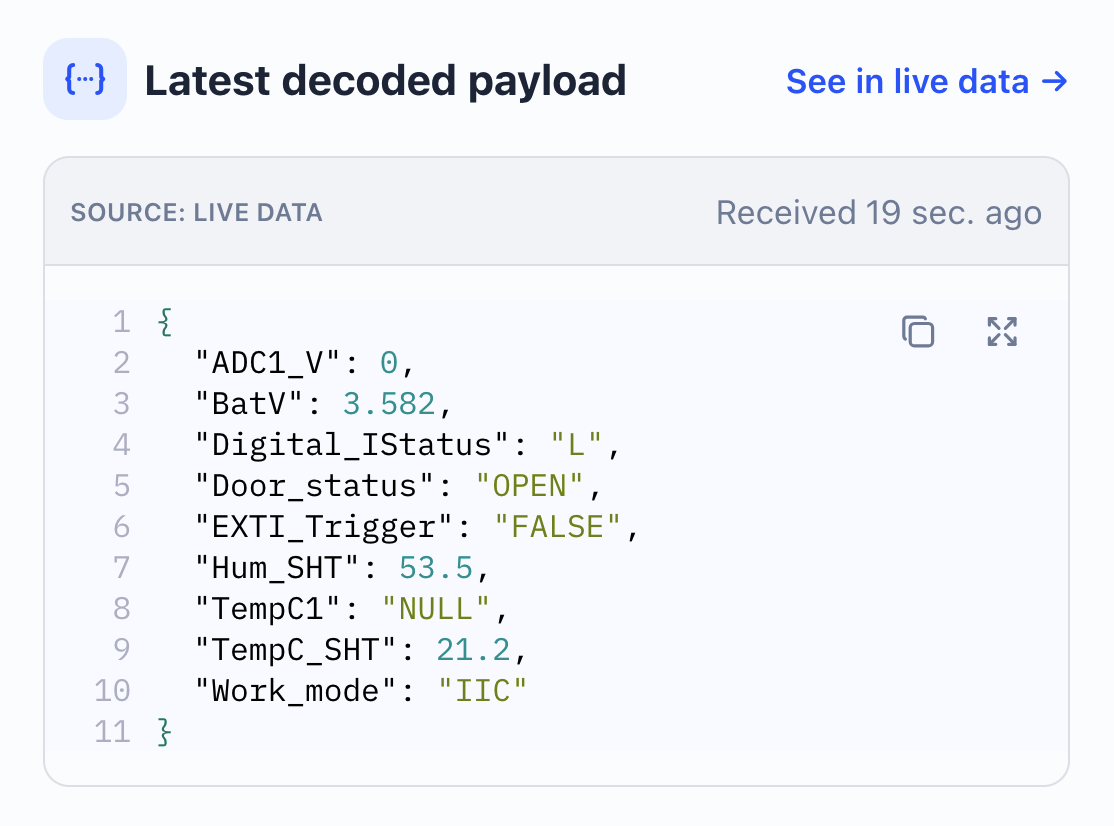 {···} Latest decoded payload See in live data →
SOURCE: LIVE DATA Received 19 sec. ago
1 {
2   "ADC1_V": 0,
3   "BatV": 3.582,
4   "Digital_IStatus": "L",
5   "Door_status": "OPEN",
6   "EXTI_Trigger": "FALSE",
7   "Hum_SHT": 53.5,
8   "TempC1": "NULL",
9   "TempC_SHT": 21.2,
10   "Work_mode": "IIC"
11 }